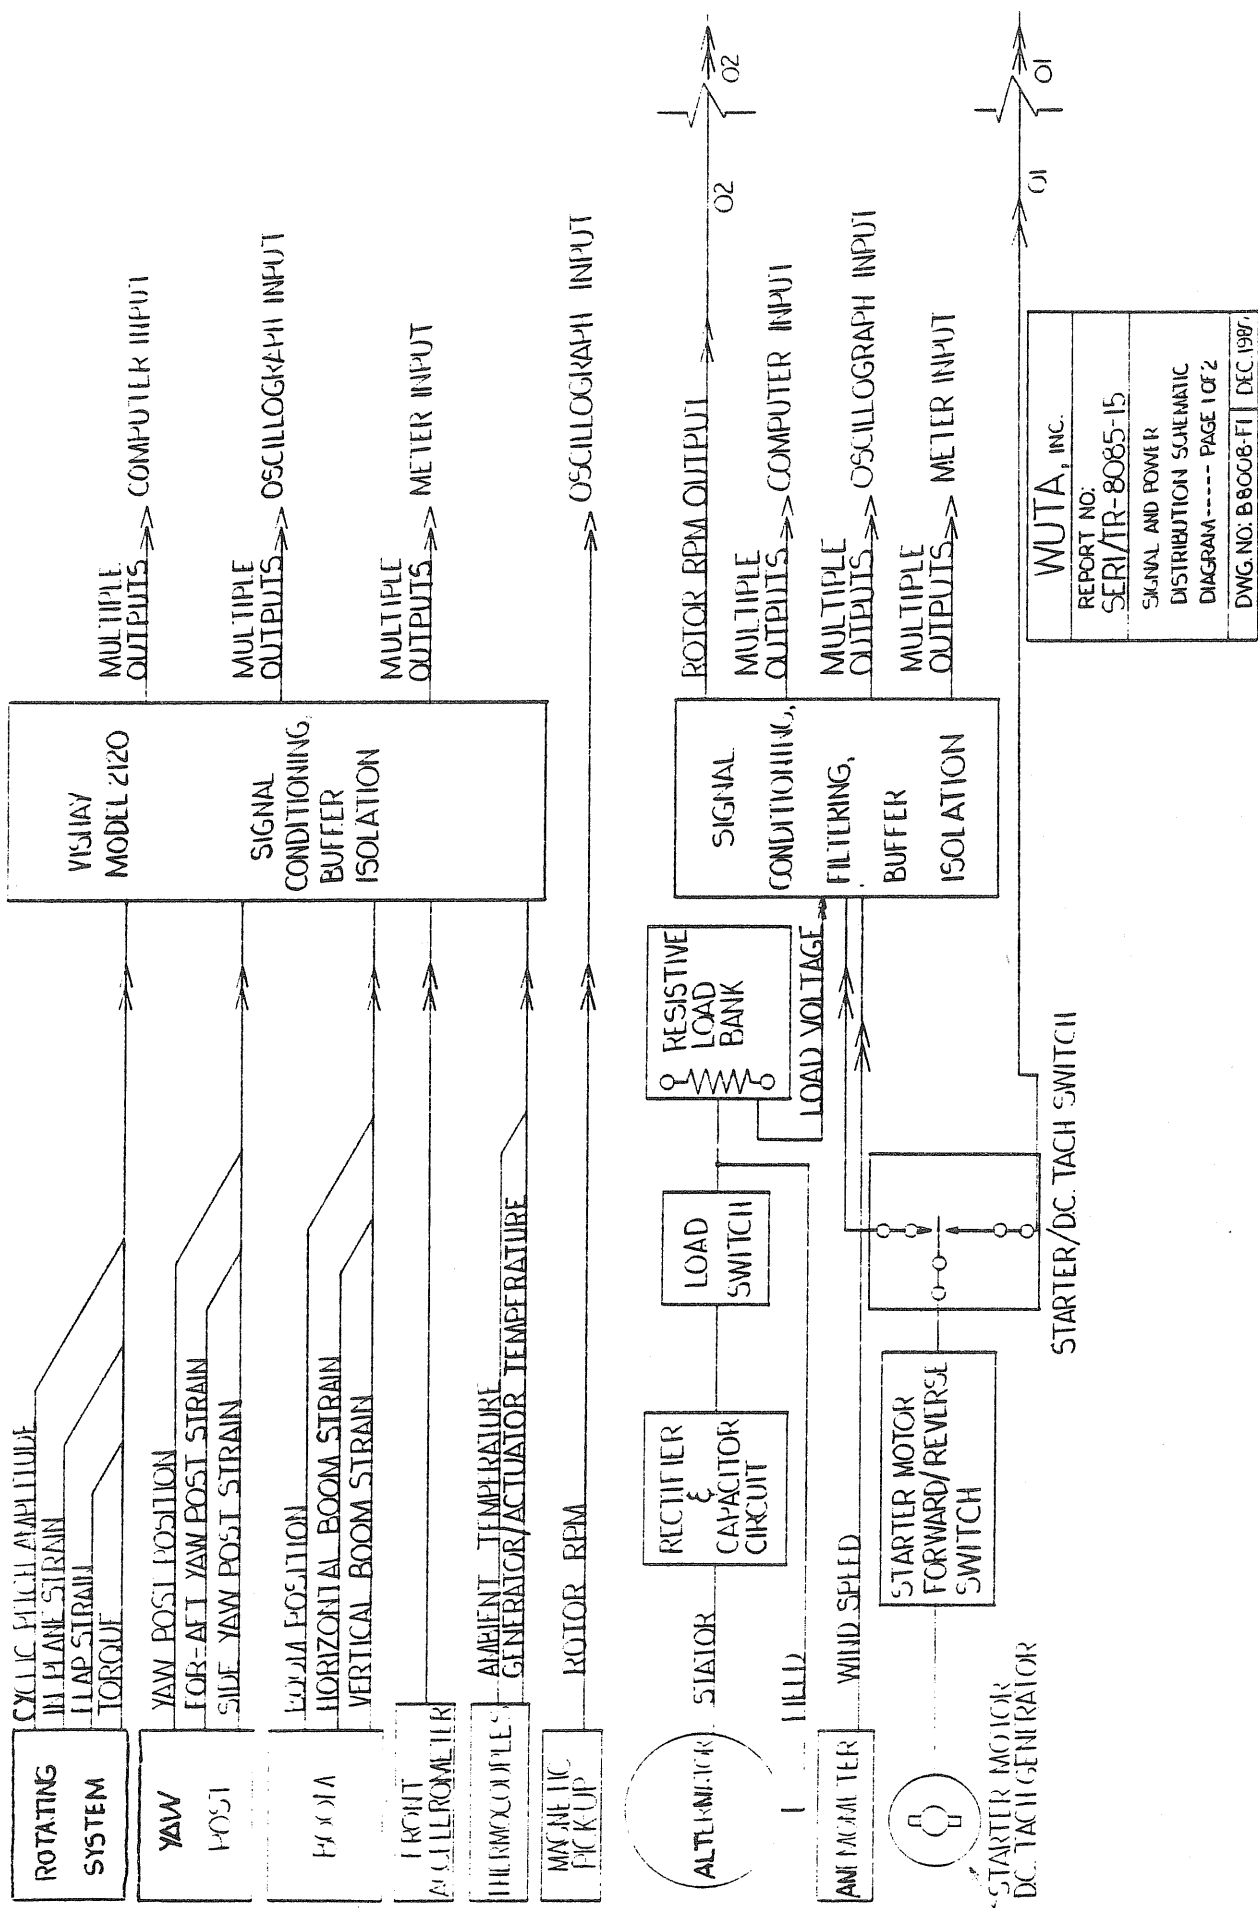 ROTATING
SYSTEM
CYCLIC PITCH AMPLITUDE
IN PLANE STRAIN
FLAP STRAIN
TORQUE
YAW
POST
YAW POST POSITION
FOR-AFT YAW POST STRAIN
SIDE YAW POST STRAIN
BOOM
BOOM POSITION
HORIZONTAL BOOM STRAIN
VERTICAL BOOM STRAIN
FRONT
ACCELEROMETER
THERMOCOUPLES
AMBIENT TEMPERATURE
GENERATOR/ACTUATOR TEMPERATURE
MAGNETIC
PICKUP
ROTOR RPM
VISHAY
MODEL 2120
SIGNAL
CONDITIONING,
BUFFER
ISOLATION
MULTIPLE
OUTPUTS
COMPUTER INPUT
MULTIPLE
OUTPUTS
OSCILLOGRAPH INPUT
MULTIPLE
OUTPUTS
METER INPUT
OSCILLOGRAPH INPUT
ALTERNATOR
STATOR
FIELD
RECTIFIER
&
CAPACITOR
CIRCUIT
LOAD
SWITCH
RESISTIVE
LOAD
BANK
LOAD VOLTAGE
ANEMOMETER
WIND SPEED
STARTER MOTOR
D.C. TACH GENERATOR
STARTER MOTOR
FORWARD/REVERSE
SWITCH
STARTER/D.C. TACH SWITCH
SIGNAL
CONDITIONING,
FILTERING,
BUFFER
ISOLATION
ROTOR RPM OUTPUT
02
02
MULTIPLE
OUTPUTS
COMPUTER INPUT
MULTIPLE
OUTPUTS
OSCILLOGRAPH INPUT
MULTIPLE
OUTPUTS
METER INPUT
01
01
WUTA, INC.
REPORT NO:
SERI/TR-8085-15
SIGNAL AND POWER
DISTRIBUTION SCHEMATIC
DIAGRAM----- PAGE 1 OF 2
DWG. NO: B8008-F1
DEC.